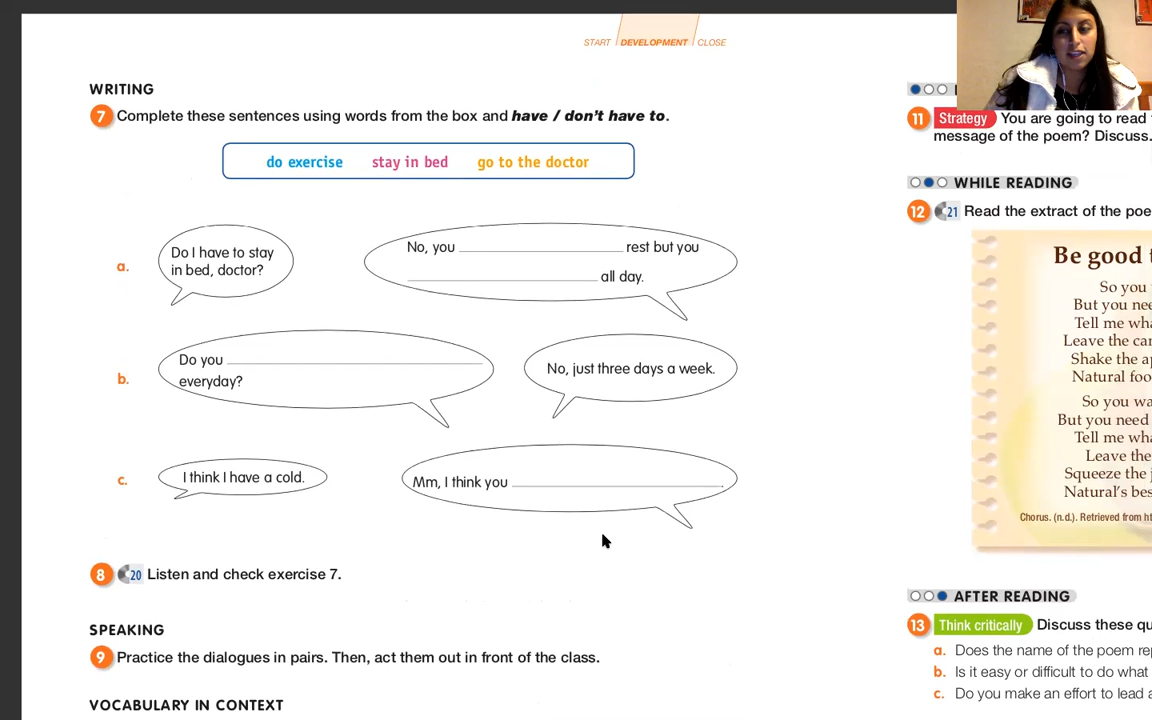 START DEVELOPMENT CLOSE
WRITING
7 Complete these sentences using words from the box and have / don't have to.
do exercise stay in bed go to the doctor
a.
Do I have to stay
in bed, doctor?
No, you ____ rest but you
____ all day.
b.
Do you ____
everyday?
No, just three days a week.
c.
I think I have a cold.
Mm, I think you ____.
8 20 Listen and check exercise 7.
SPEAKING
9 Practice the dialogues in pairs. Then, act them out in front of the class.
VOCABULARY IN CONTEXT
11 Strategy You are going to read
message of the poem? Discuss.
WHILE READING
12 21 Read the extract of the poe
Be good t
So you
But you nee
Tell me wha
Leave the car
Shake the ap
Natural foo
So you wa
But you need
Tell me wha
Leave the
Squeeze the j
Natural's bes
Chorus. (n.d.). Retrieved from ht
AFTER READING
13 Think critically Discuss these qu
a. Does the name of the poem rep
b. Is it easy or difficult to do what
c. Do you make an effort to lead a